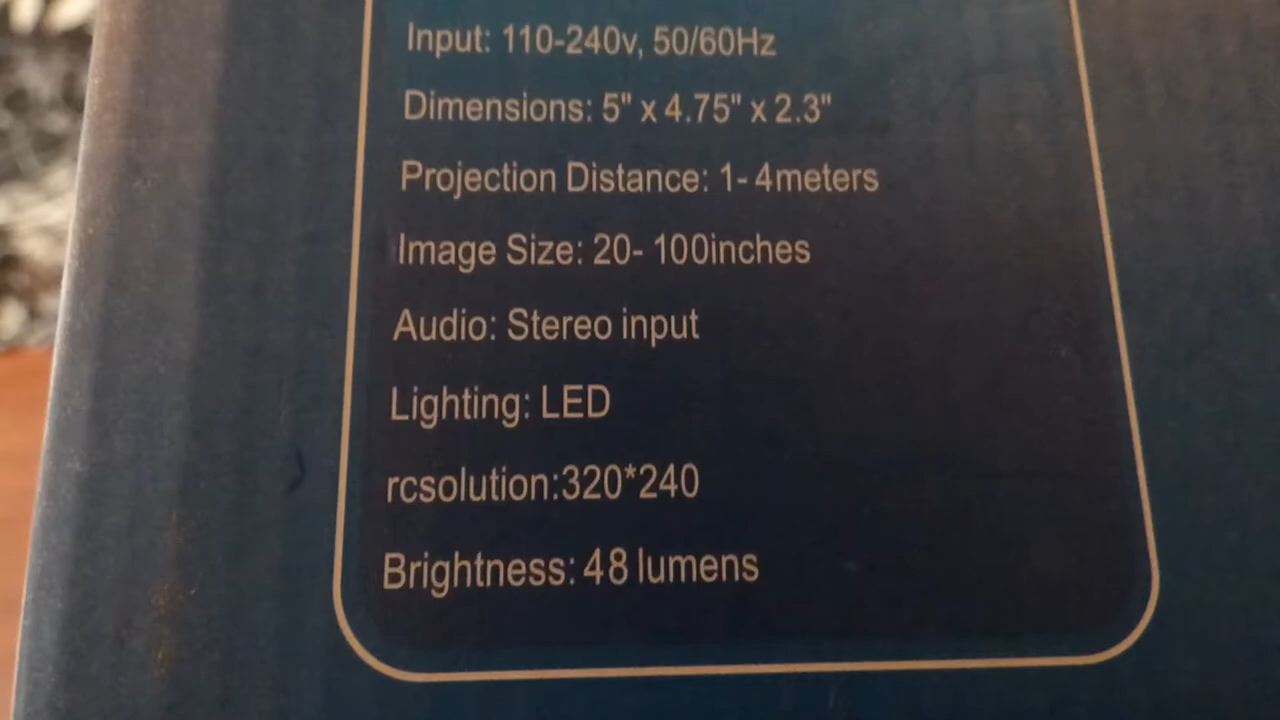 Input: 110-240v, 50/60Hz
Dimensions: 5" x 4.75" x 2.3"
Projection Distance: 1- 4meters
Image Size: 20- 100inches
Audio: Stereo input
Lighting: LED
rcsolution:320*240
Brightness: 48 lumens